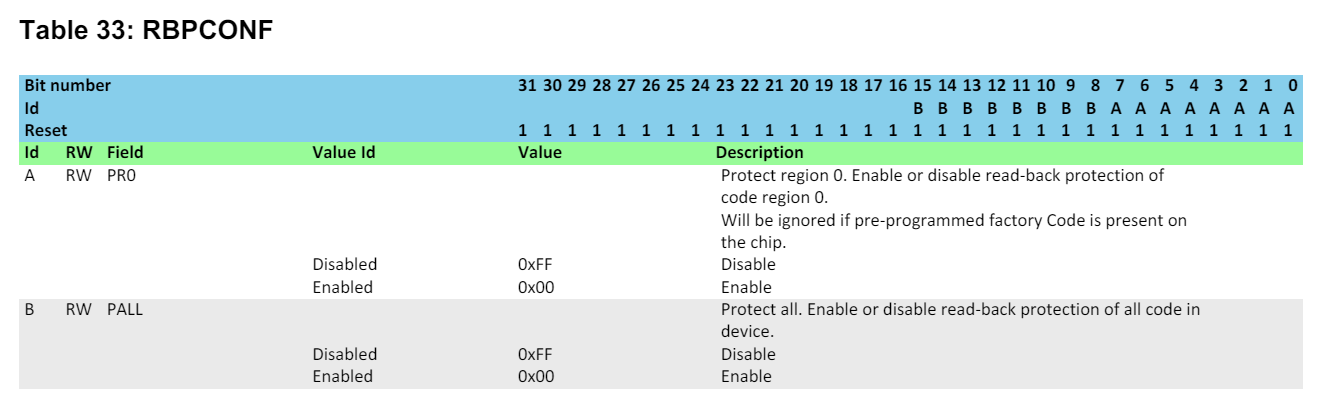 Table 33: RBPCONF
Bit number 31 30 29 28 27 26 25 24 23 22 21 20 19 18 17 16 15 14 13 12 11 10 9 8 7 6 5 4 3 2 1 0
Id B B B B B B B B A A A A A A A A
Reset 1 1 1 1 1 1 1 1 1 1 1 1 1 1 1 1 1 1 1 1 1 1 1 1 1 1 1 1 1 1 1 1
Id RW Field Value Id Value Description
A RW PR0 Protect region 0. Enable or disable read-back protection of
code region 0.
Will be ignored if pre-programmed factory Code is present on
the chip.
Disabled 0xFF Disable
Enabled 0x00 Enable
B RW PALL Protect all. Enable or disable read-back protection of all code in
device.
Disabled 0xFF Disable
Enabled 0x00 Enable